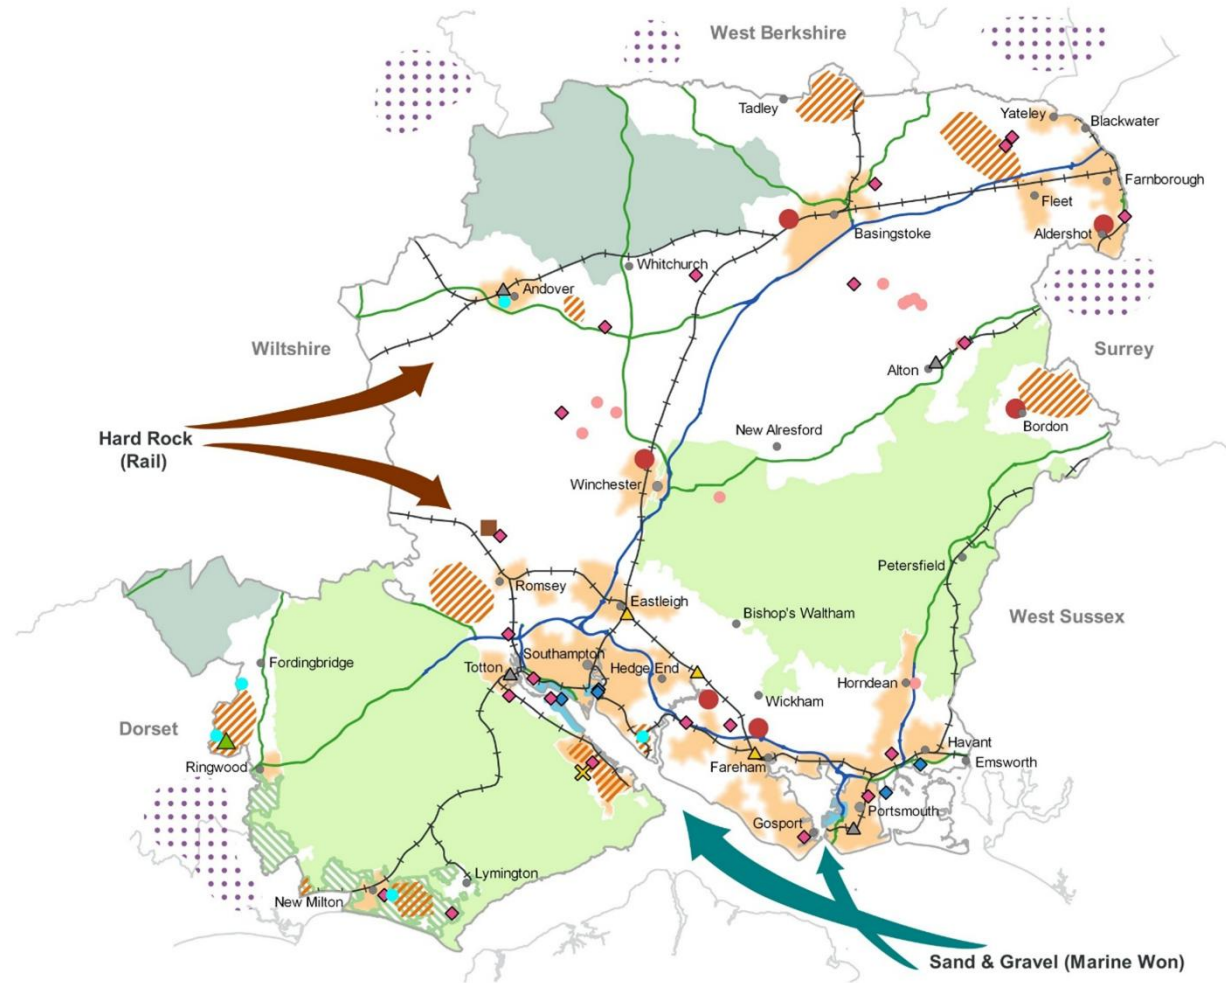 West Berkshire
Tadley
Yateley
Blackwater
Farnborough
Fleet
Basingstoke
Aldershot
Whitchurch
Andover
Wiltshire
Surrey
Alton
Hard Rock
(Rail)
New Alresford
Bordon
Winchester
Petersfield
Romsey
Eastleigh
Bishop's Waltham
West Sussex
Fordingbridge
Totton
Southampton
Hedge End
Horndean
Wickham
Dorset
Ringwood
Fareham
Havant
Emsworth
Portsmouth
Gosport
Lymington
New Milton
Sand & Gravel (Marine Won)